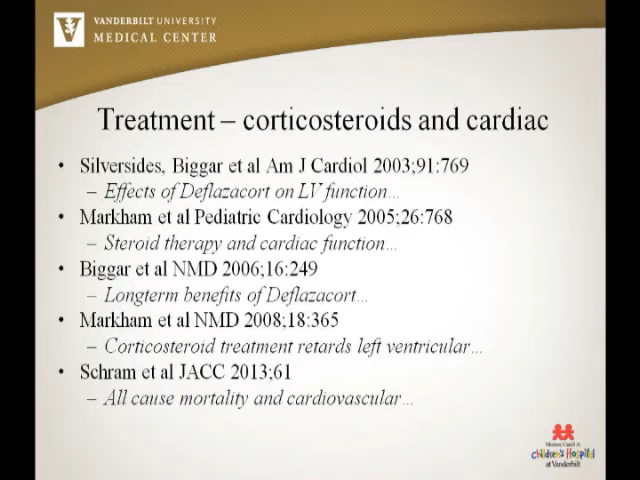 VANDERBILT UNIVERSITY
MEDICAL CENTER
Treatment – corticosteroids and cardiac
• Silversides, Biggar et al Am J Cardiol 2003;91:769
– Effects of Deflazacort on LV function…
• Markham et al Pediatric Cardiology 2005;26:768
– Steroid therapy and cardiac function…
• Biggar et al NMD 2006;16:249
– Longterm benefits of Deflazacort…
• Markham et al NMD 2008;18:365
– Corticosteroid treatment retards left ventricular…
• Schram et al JACC 2013;61
– All cause mortality and cardiovascular…
Monroe Carell Jr.
Children's Hospital
at Vanderbilt